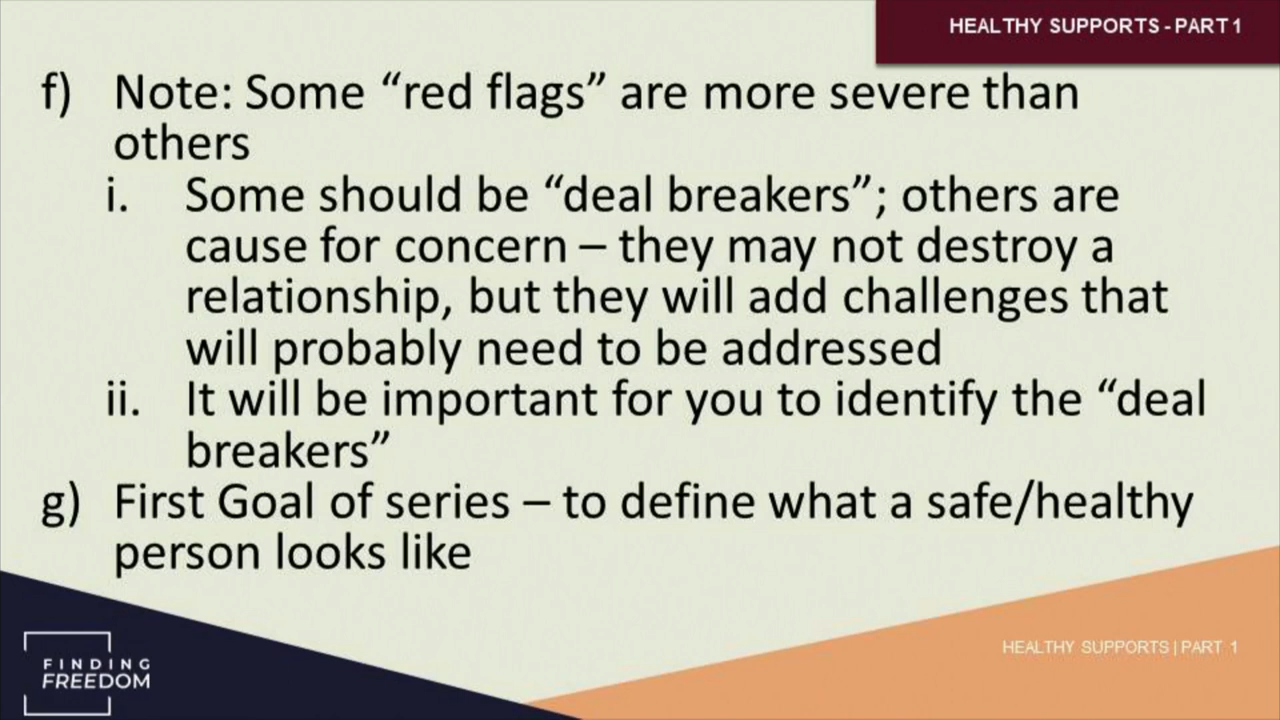 HEALTHY SUPPORTS - PART 1
f) Note: Some “red flags” are more severe than
others
i. Some should be “deal breakers”; others are
cause for concern – they may not destroy a
relationship, but they will add challenges that
will probably need to be addressed
ii. It will be important for you to identify the “deal
breakers”
g) First Goal of series – to define what a safe/healthy
person looks like
HEALTHY SUPPORTS | PART 1
FINDING
FREEDOM